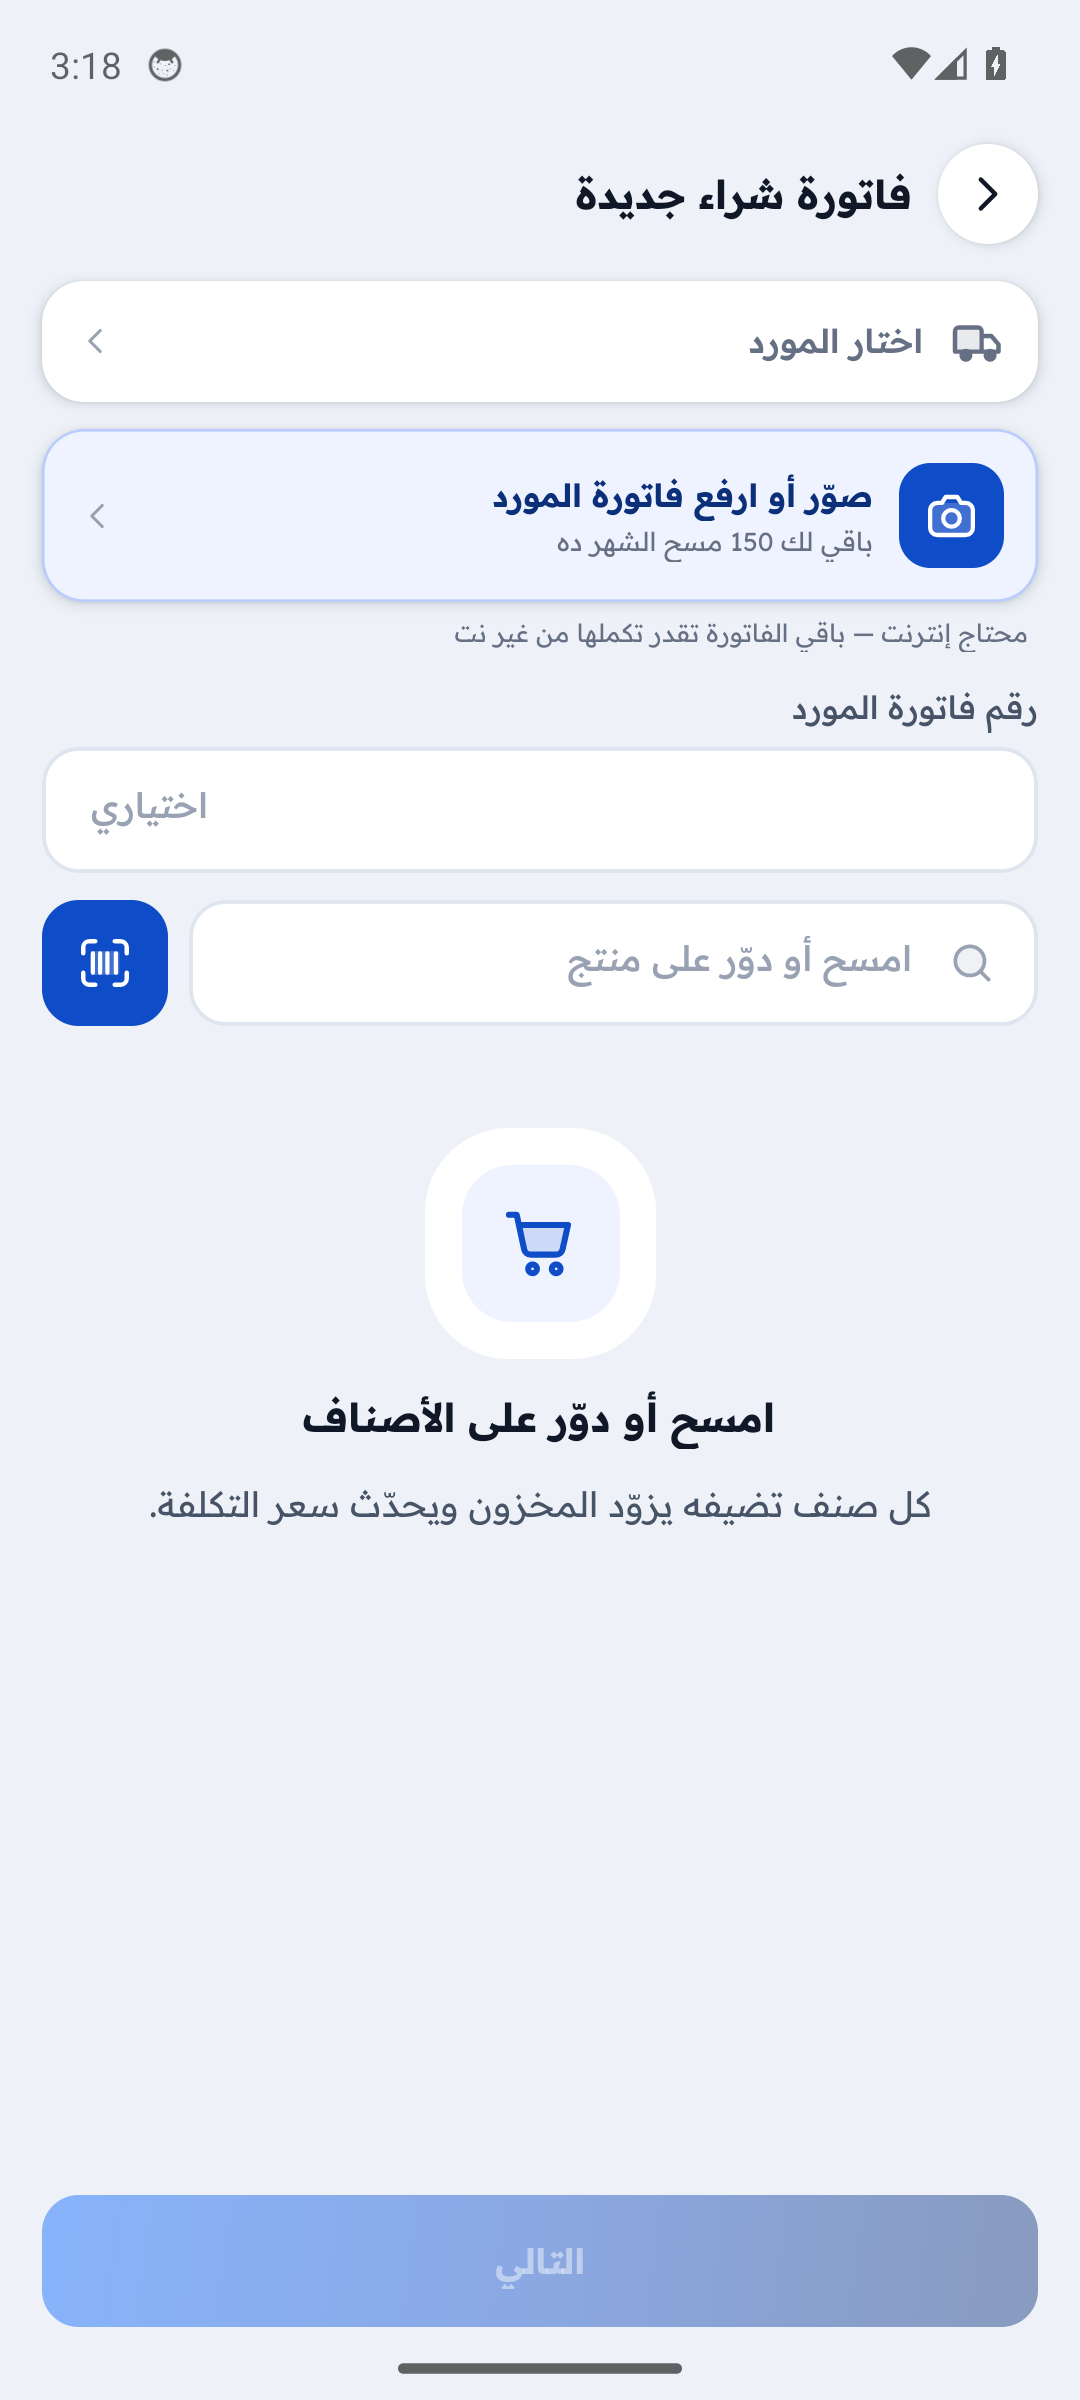 3:18
فاتورة شراء جديدة
اختار المورد
صوّر أو ارفع فاتورة المورد
باقي لك 150 مسح الشهر ده
محتاج إنترنت — باقي الفاتورة تقدر تكملها من غير نت
رقم فاتورة المورد
اختياري
امسح أو دوّر على منتج
امسح أو دوّر على الأصناف
كل صنف تضيفه يزوّد المخزون ويحدّث سعر التكلفة.
التالي